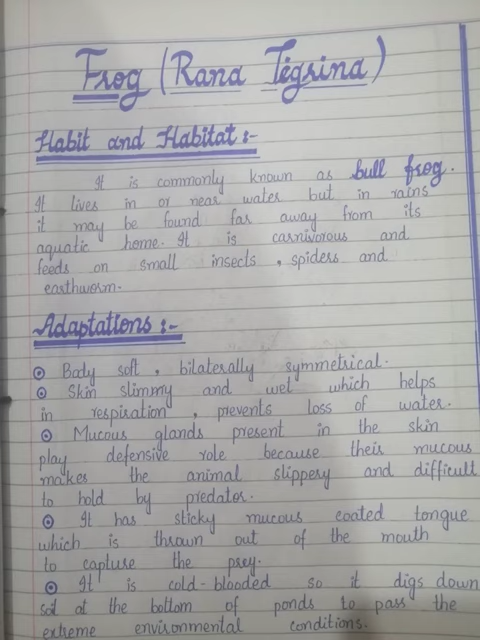 Frog (Rana Tigrina)
Habit and Habitat :-
It is commonly known as bull frog.
It lives in or near water but in rains
it may be found far away from its
aquatic home. It is carnivorous and
feeds on small insects, spiders and
earthworm.
Adaptations :-
Body soft, bilaterally symmetrical.
Skin slimmy and wet which helps
in respiration, prevents loss of water.
Mucous glands present in the skin
play defensive role because their mucous
makes the animal slippery and difficult
to hold by predator.
It has sticky mucous coated tongue
which is thrown out of the mouth
to capture the prey.
It is cold-blooded so it digs down
soil at the bottom of ponds to pass the
extreme environmental conditions.